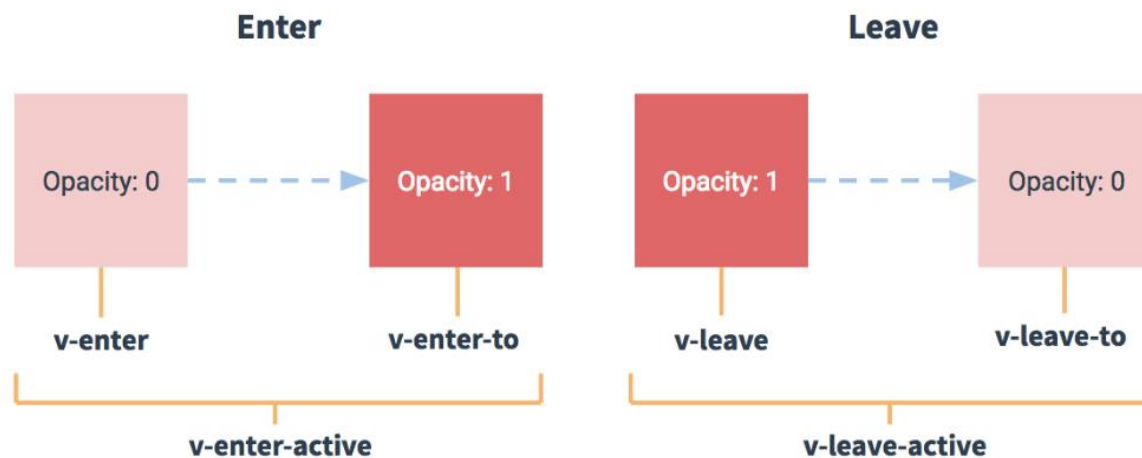 Enter
Leave
Opacity: 0
Opacity: 1
Opacity: 1
Opacity: 0
v-enter
v-enter-to
v-leave
v-leave-to
v-enter-active
v-leave-active